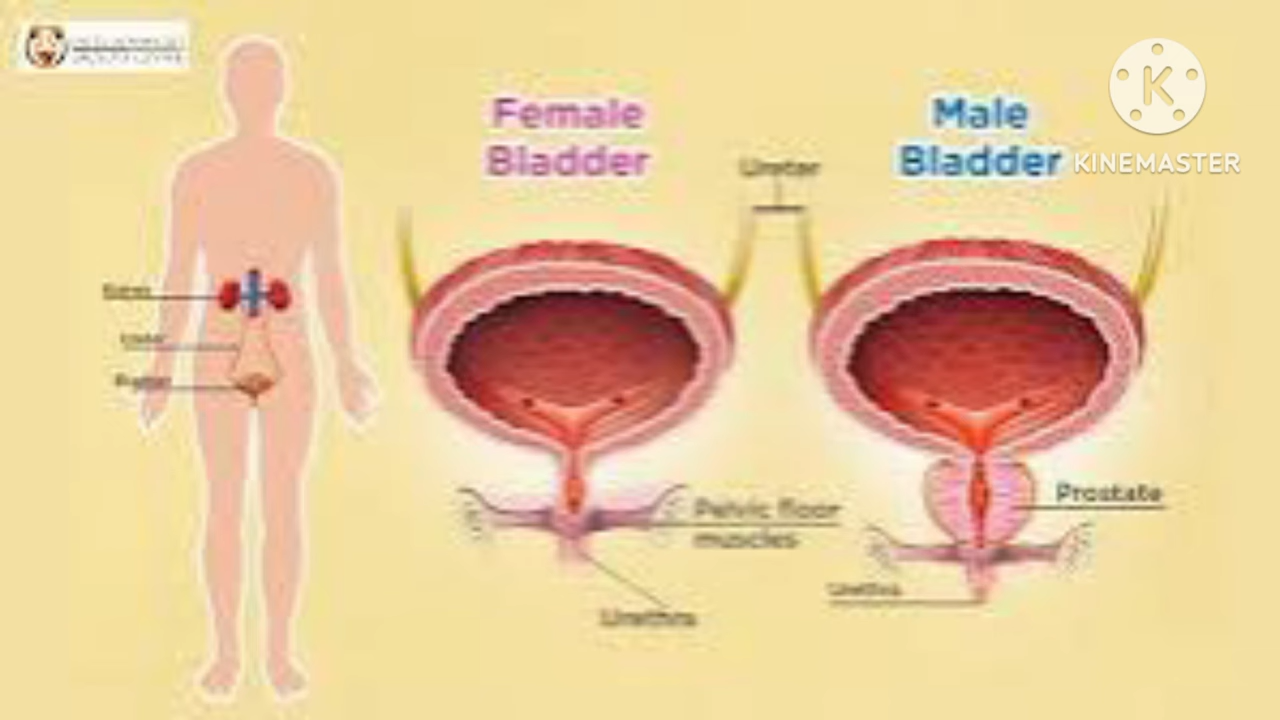 Female
Bladder
Male
Bladder
KINEMASTER
Ureter
Pelvic floor
muscles
Prostate
Urethra
Urethra